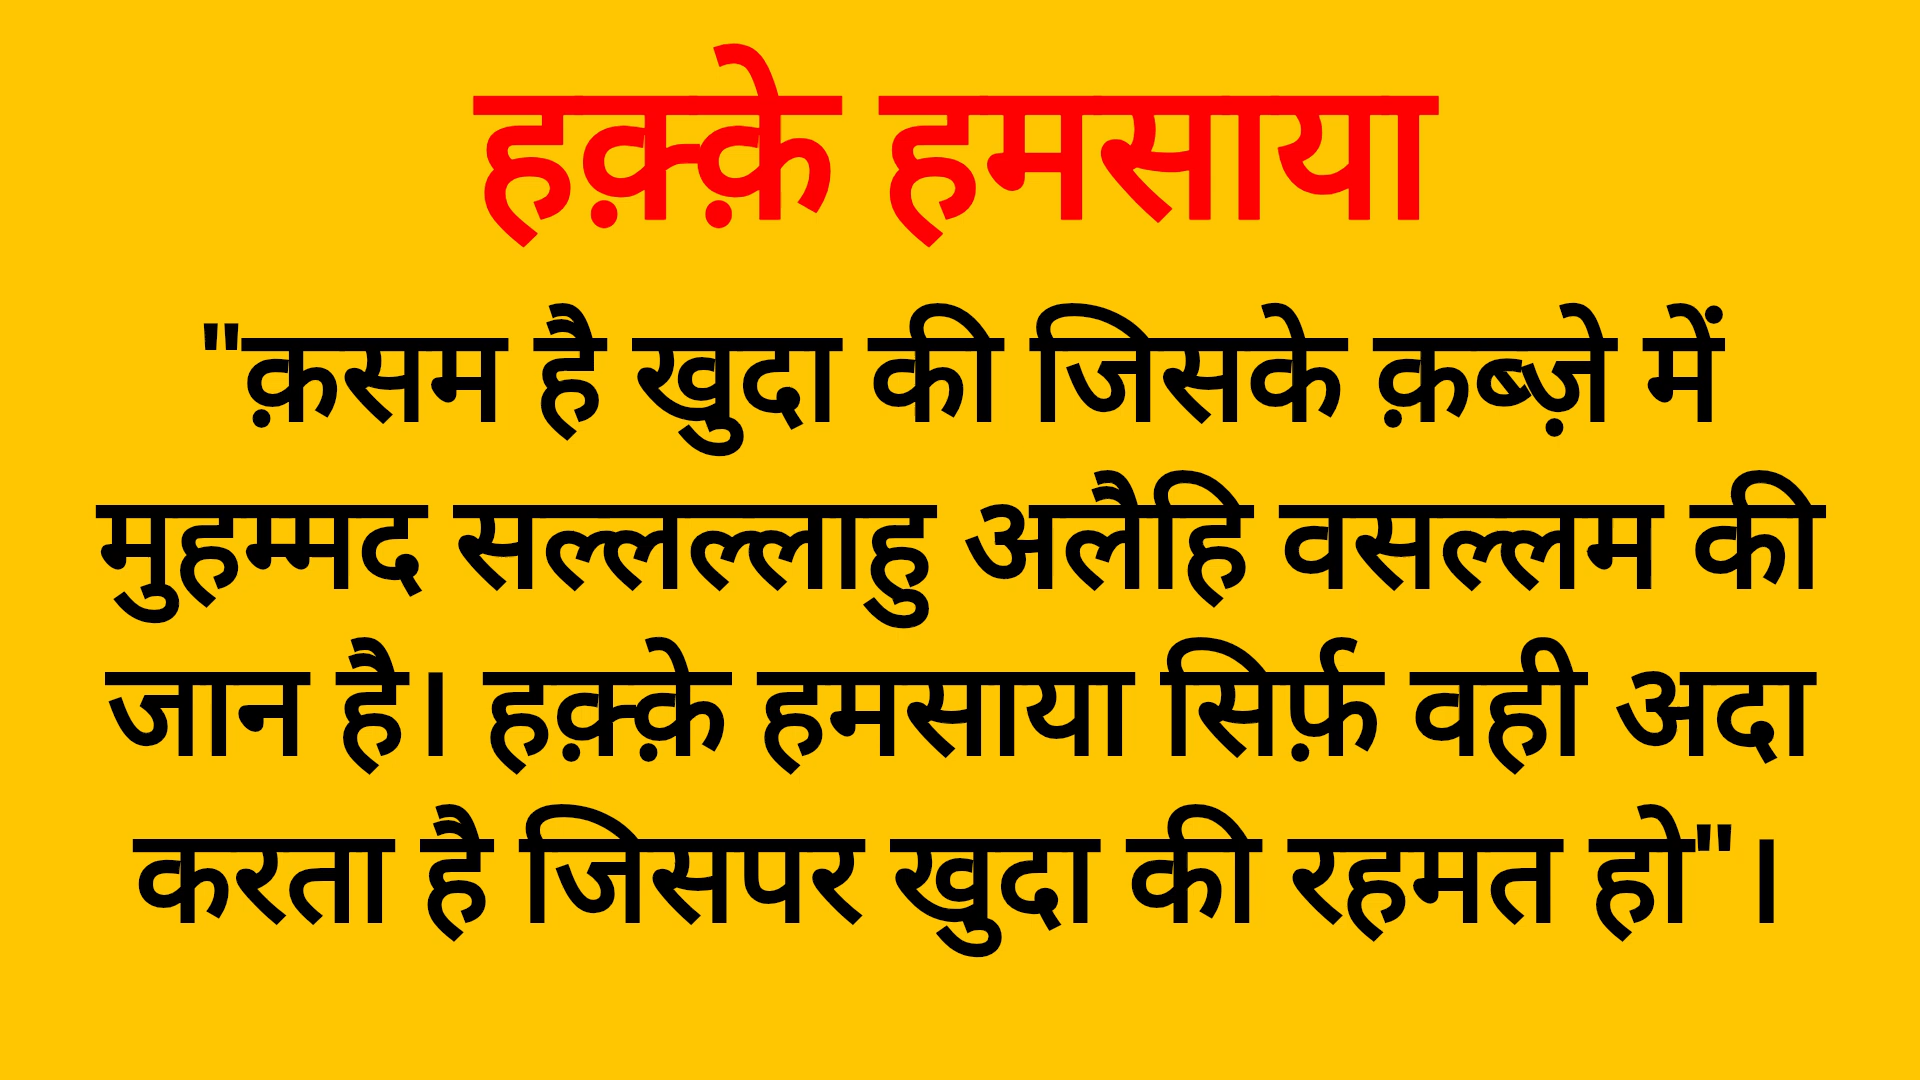 हक़्क़े हमसाया
"क़सम है खुदा की जिसके क़ब्ज़े में
मुहम्मद सल्लल्लाहु अलैहि वसल्लम की
जान है। हक़्क़े हमसाया सिर्फ़ वही अदा
करता है जिसपर खुदा की रहमत हो"।